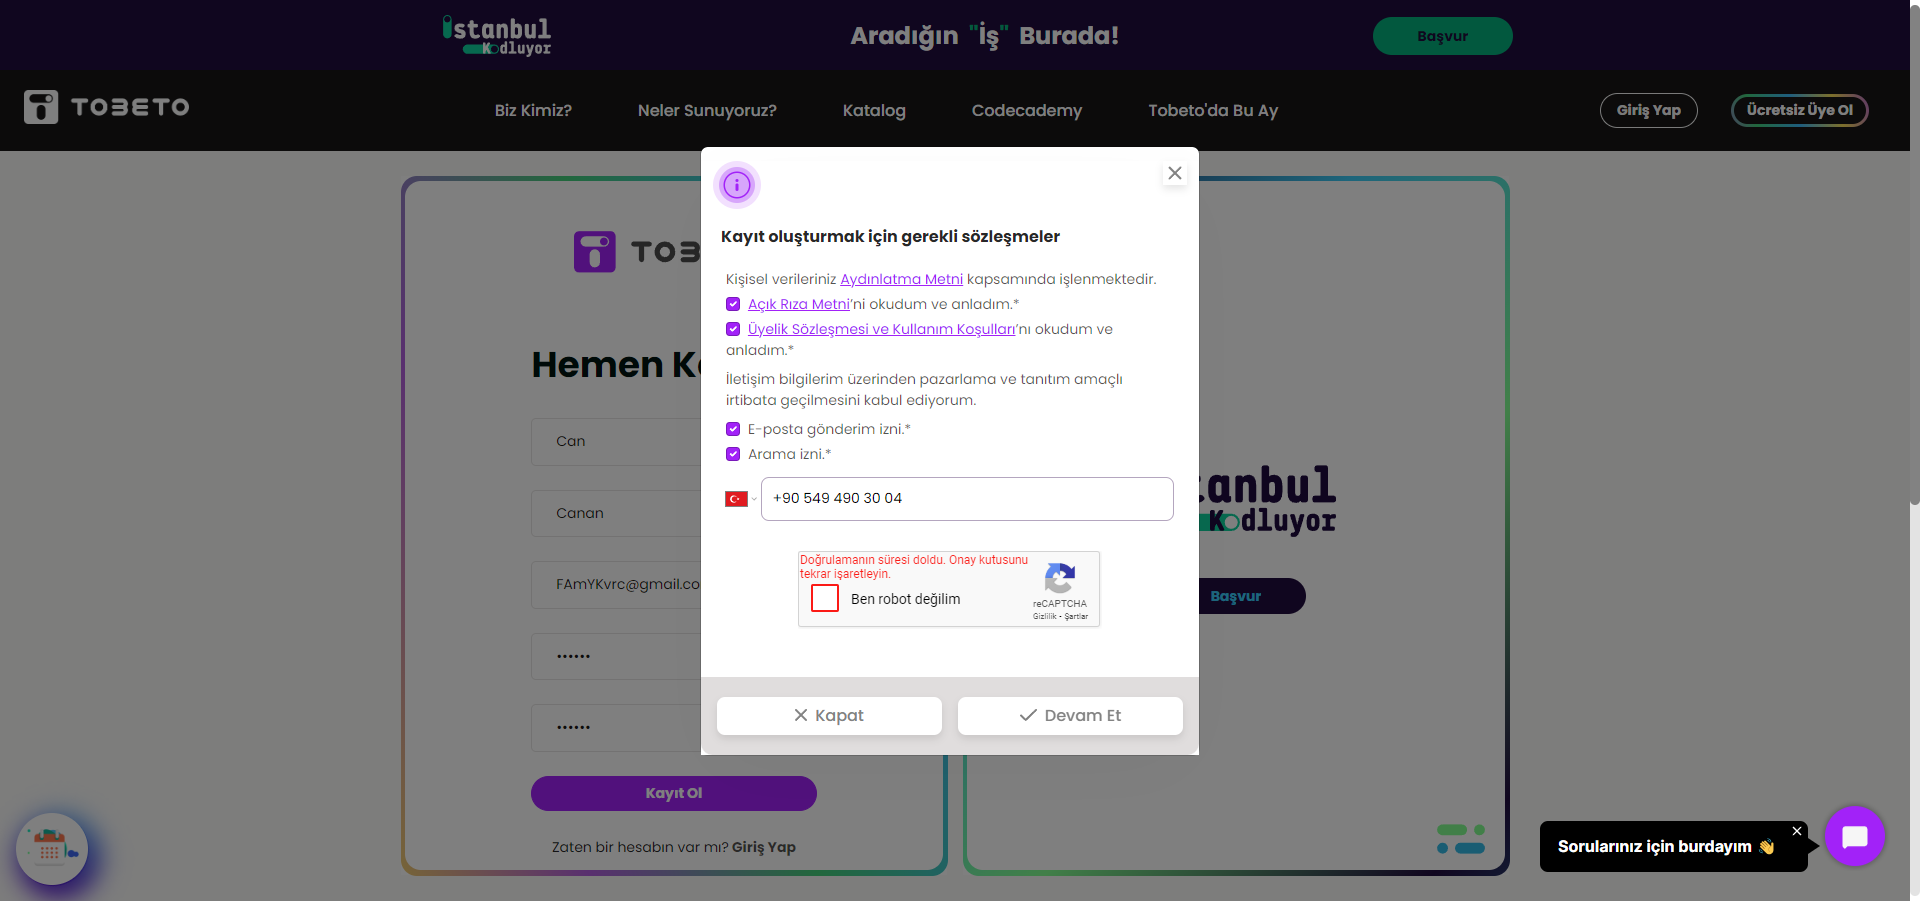 istanbul
Kodluyor
Aradığın "İş" Burada!
Başvur
TOBETO
Biz Kimiz?
Neler Sunuyoruz?
Katalog
Codecademy
Tobeto'da Bu Ay
Giriş Yap
Ücretsiz Üye Ol
Kayıt oluşturmak için gerekli sözleşmeler
Kişisel verileriniz Aydınlatma Metni kapsamında işlenmektedir.
Açık Rıza Metni'ni okudum ve anladım.*
Üyelik Sözleşmesi ve Kullanım Koşulları'nı okudum ve
anladım.*
İletişim bilgilerim üzerinden pazarlama ve tanıtım amaçlı
irtibata geçilmesini kabul ediyorum.
E-posta gönderim izni.*
Arama izni.*
+90 549 490 30 04
Doğrulamanın süresi doldu. Onay kutusunu
tekrar işaretleyin.
Ben robot değilim
reCAPTCHA
Gizlilik - Şartlar
Kapat
Devam Et
TOB
Hemen K
Can
Canan
FAmYKvrc@gmail.co
••••••
••••••
Kayıt Ol
Zaten bir hesabın var mı? Giriş Yap
tanbul
Kodluyor
Başvur
Sorularınız için burdayım 👋